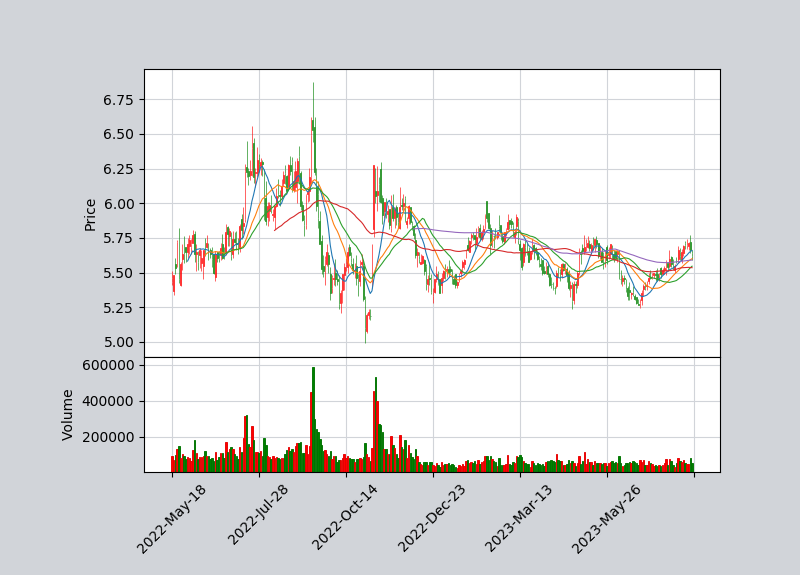 6.75
6.50
6.25
6.00
5.75
5.50
5.25
5.00
Price
600000
400000
200000
Volume
2022-May-18
2022-Jul-28
2022-Oct-14
2022-Dec-23
2023-Mar-13
2023-May-26